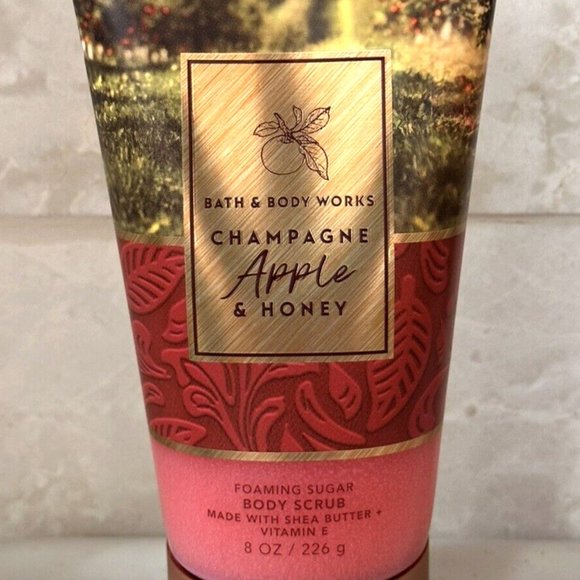 BATH & BODY WORKS
CHAMPAGNE
Apple
& HONEY
FOAMING SUGAR
BODY SCRUB
MADE WITH SHEA BUTTER +
VITAMIN E
8 OZ / 226 g